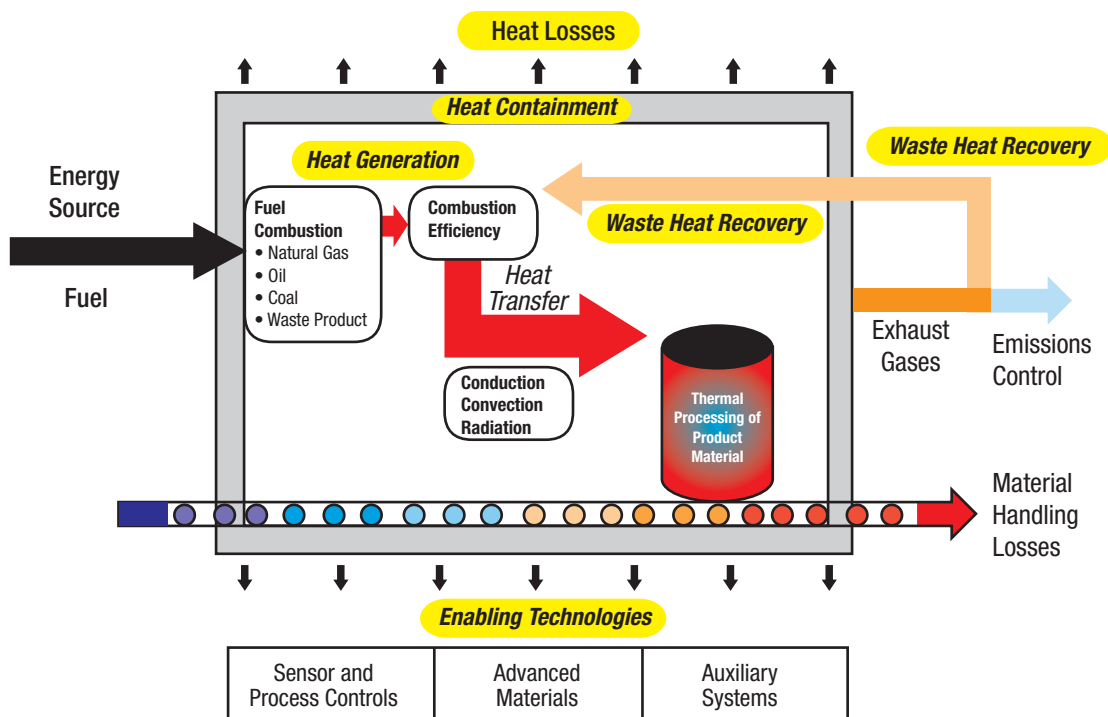 Heat Losses
Heat Containment
Waste Heat Recovery
Heat Generation
Energy
Source
Fuel
Fuel
Combustion
• Natural Gas
• Oil
• Coal
• Waste Product
Combustion
Efficiency
Waste Heat Recovery
Heat
Transfer
Conduction
Convection
Radiation
Thermal
Processing of
Product
Material
Exhaust
Gases
Emissions
Control
Material
Handling
Losses
Enabling Technologies
Sensor and
Process Controls
Advanced
Materials
Auxiliary
Systems